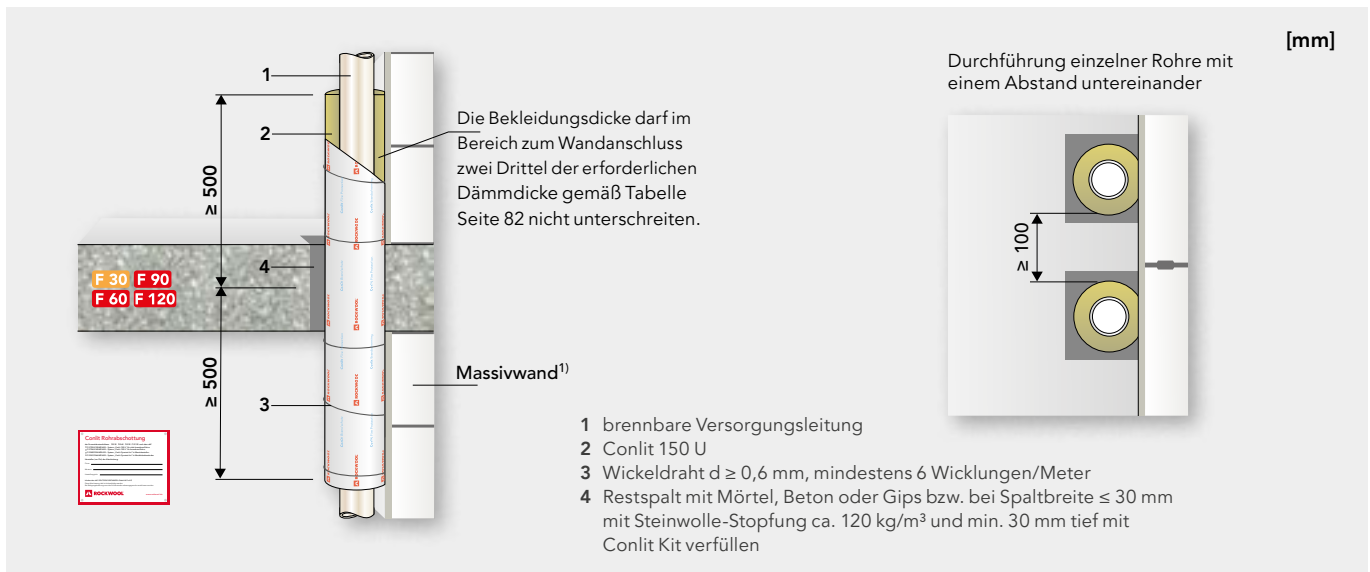 [mm]
Durchführung einzelner Rohre mit
einem Abstand untereinander
1
2
Die Bekleidungsdicke darf im
Bereich zum Wandanschluss
zwei Drittel der erforderlichen
Dämmdicke gemäß Tabelle
Seite 82 nicht unterschreiten.
≥ 500
≥ 100
4
F 30 F 90
F 60 F 120
≥ 500
Massivwand1)
3
Conlit Rohrabschottung
ROCKWOOL
ROCKWOOL
1 brennbare Versorgungsleitung
2 Conlit 150 U
3 Wickeldraht d ≥ 0,6 mm, mindestens 6 Wicklungen/Meter
4 Restspalt mit Mörtel, Beton oder Gips bzw. bei Spaltbreite ≤ 30 mm
mit Steinwolle-Stopfung ca. 120 kg/m³ und min. 30 mm tief mit
Conlit Kit verfüllen